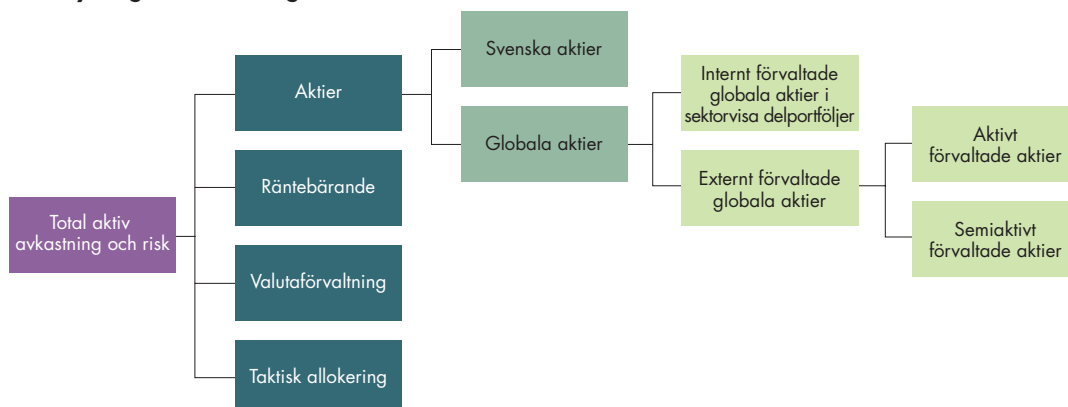 Svenska aktier
Aktier
Internt förvaltade
globala aktier i
sektorvisa delportföljer
Globala aktier
Aktivt
förvaltade aktier
Räntebärande
Externt förvaltade
globala aktier
Total aktiv
avkastning och risk
Semiaktivt
förvaltade aktier
Valutaförvaltning
Taktisk allokering